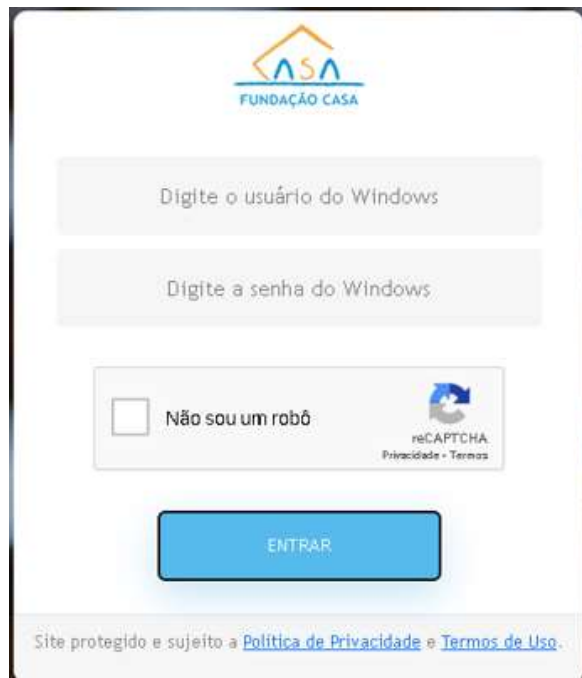 CASA
FUNDAÇÃO CASA
Digite o usuário do Windows
Digite a senha do Windows
Não sou um robô
reCAPTCHA
Privacidade - Termos
ENTRAR
Site protegido e sujeito a Política de Privacidade e Termos de Uso.